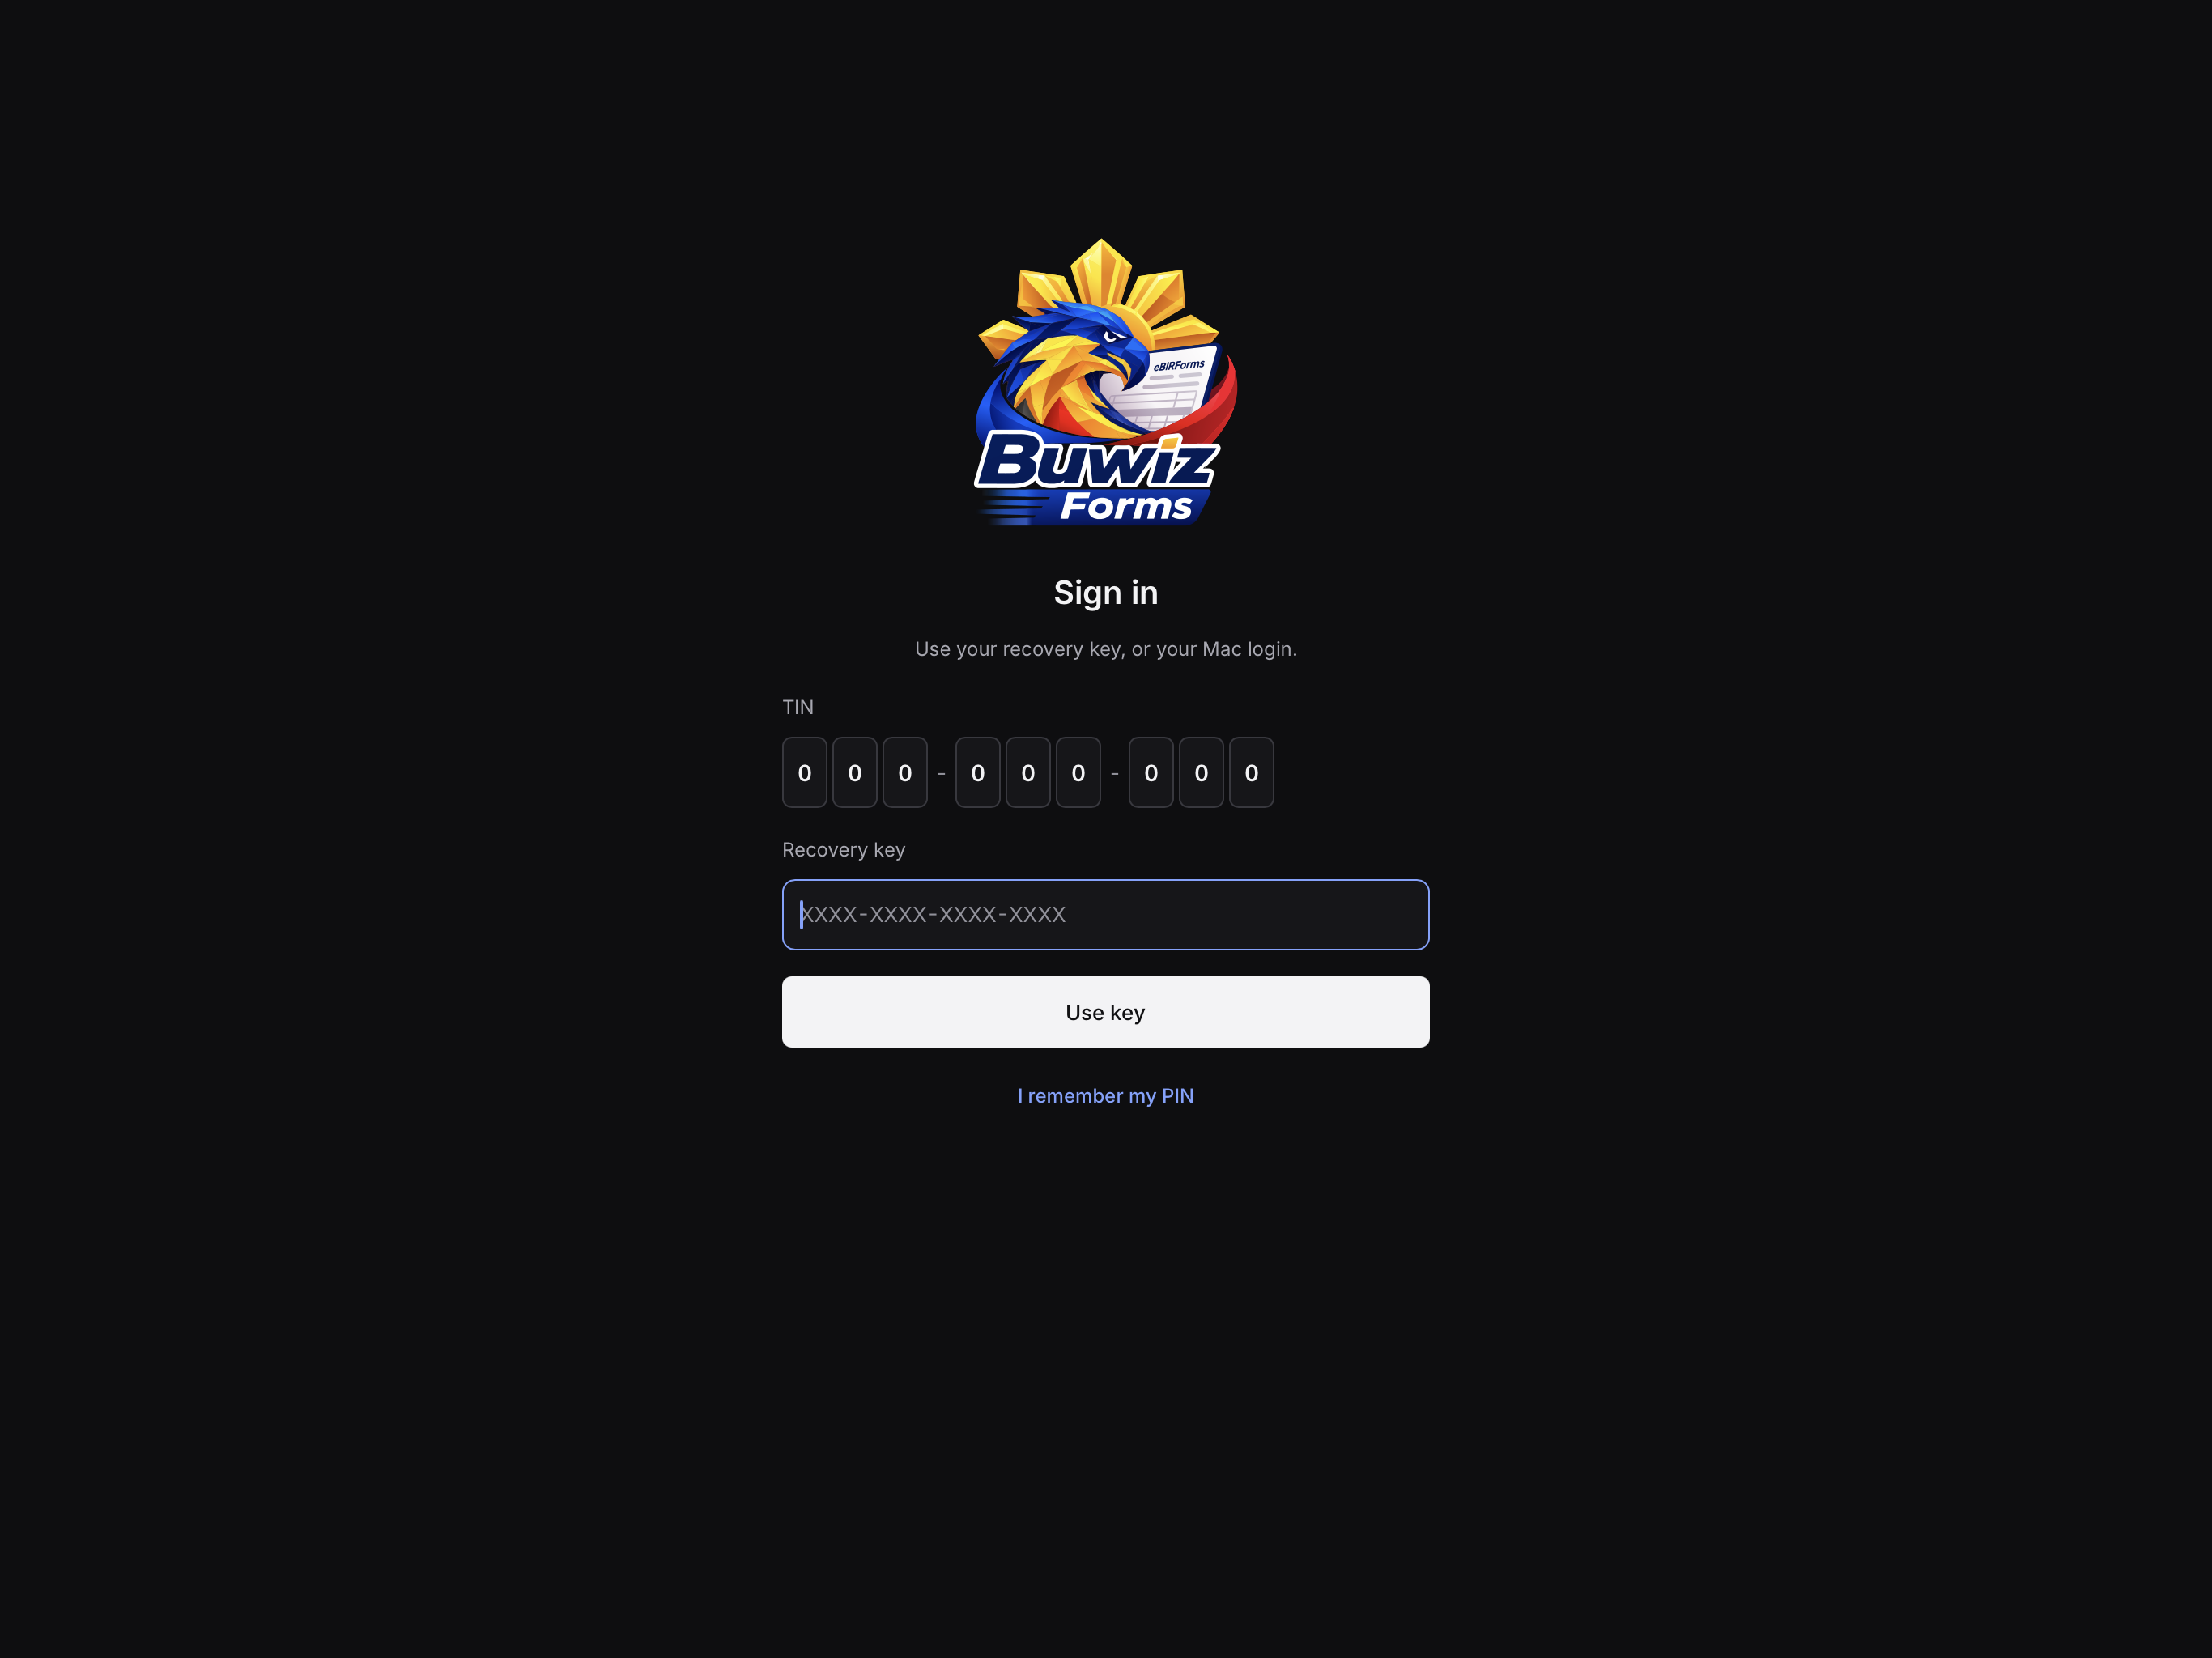 eBIRForms
Buwiz
Forms
Sign in
Use your recovery key, or your Mac login.
TIN
0 0 0 - 0 0 0 - 0 0 0
Recovery key
XXXX-XXXX-XXXX-XXXX
Use key
I remember my PIN